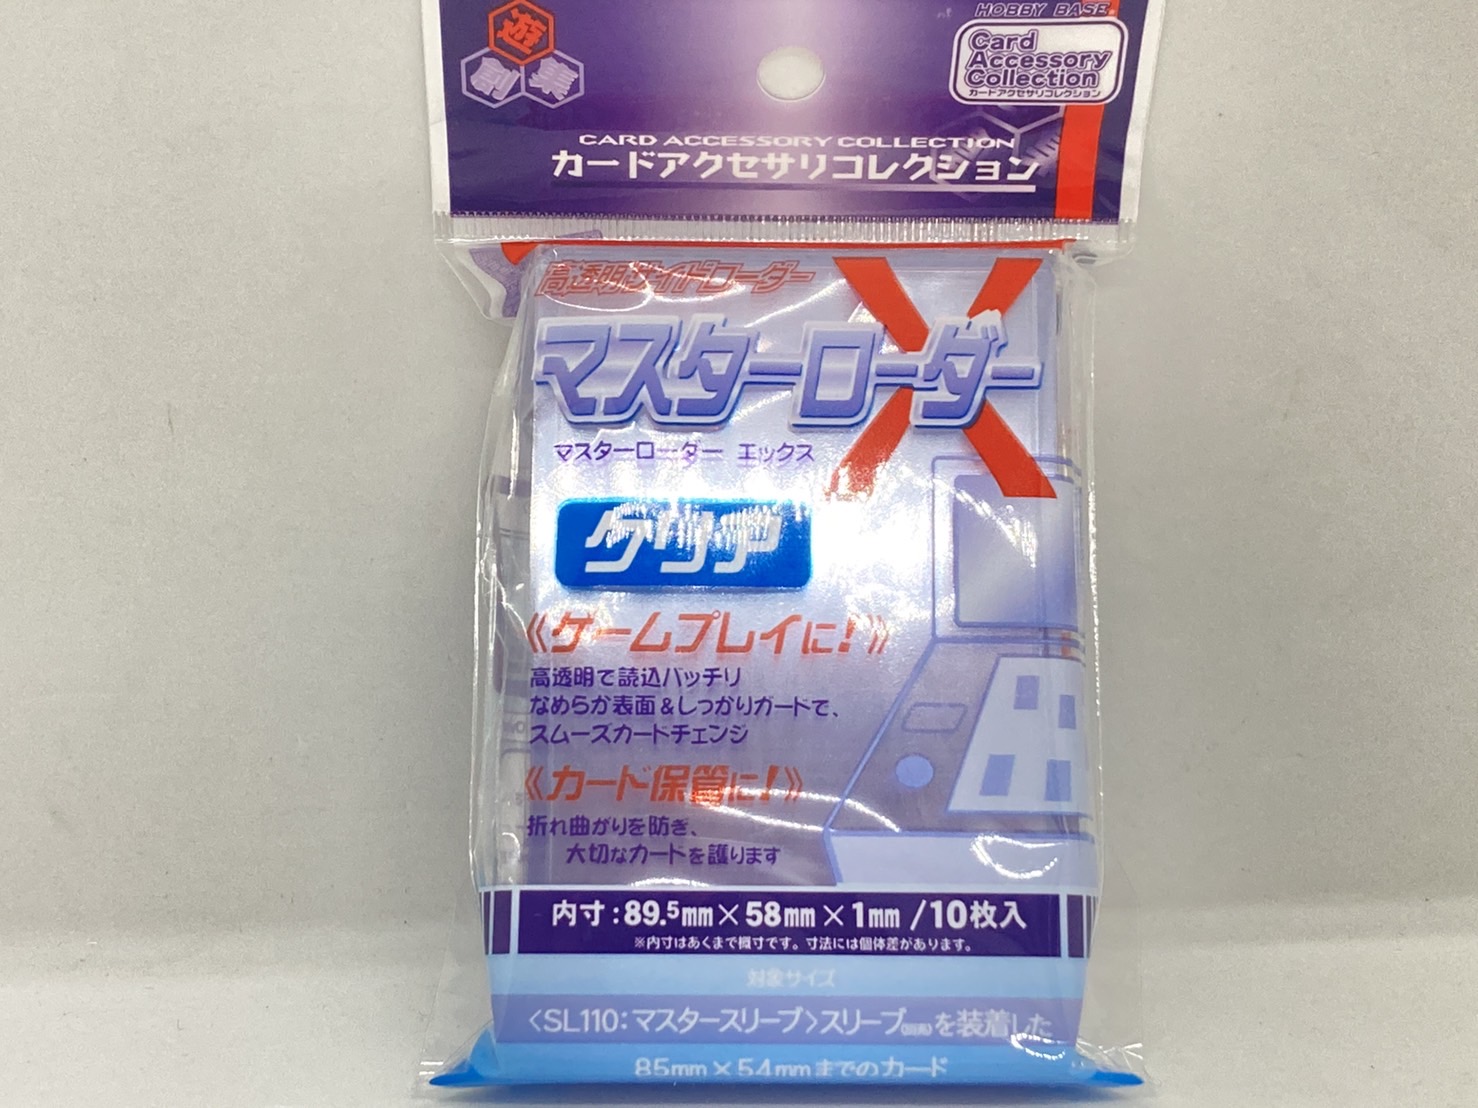 遊
創 業
HOBBY BASE
Card
Accessory
Collection
カードアクセサリコレクション
CARD ACCESSORY COLLECTION
カードアクセサリコレクション
高透明サイドローダー
マスターローダーX
マスターローダー エックス
クリア
《ゲームプレイに!》
高透明で読込バッチリ
なめらか表面&しっかりガードで、
スムーズカードチェンジ
《カード保管に!》
折れ曲がりを防ぎ、
大切なカードを護ります
内寸:89.5mm×58mm×1mm/10枚入
※内寸はあくまで概寸です。寸法には個体差があります。
対象サイズ
〈SL110:マスタースリーブ〉スリーブを装着した
85mm×54mmまでのカード